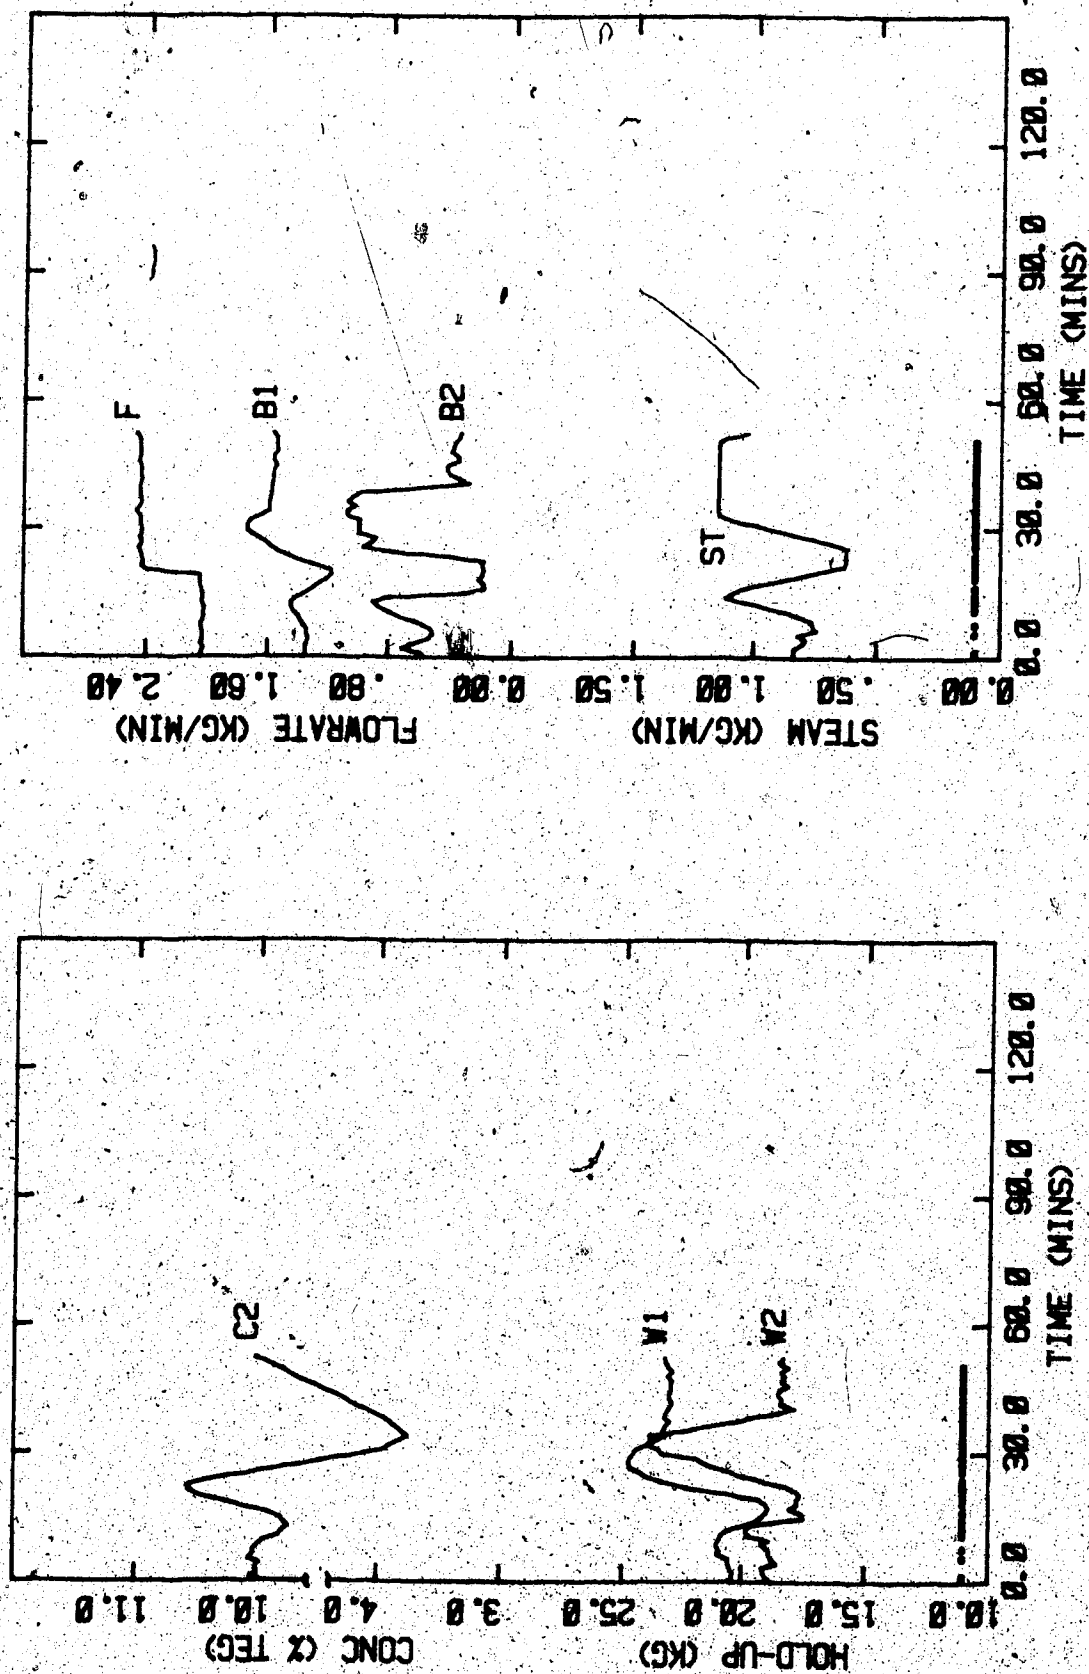 F
B1
B2
ST
2.40
1.60
.80
0.00
FLOWRATE (KG/MIN)
1.50
1.00
.50
0.00
STEAM (KG/MIN)
0.0 30.0 60.0 90.0 120.0
TIME (MINS)
C2
W1
W2
11.0
10.0
4.0
3.0
CONC (% TEG)
25.0
20.0
15.0
10.0
HOLD-UP (KG)
0.0 30.0 60.0 90.0 120.0
TIME (MINS)